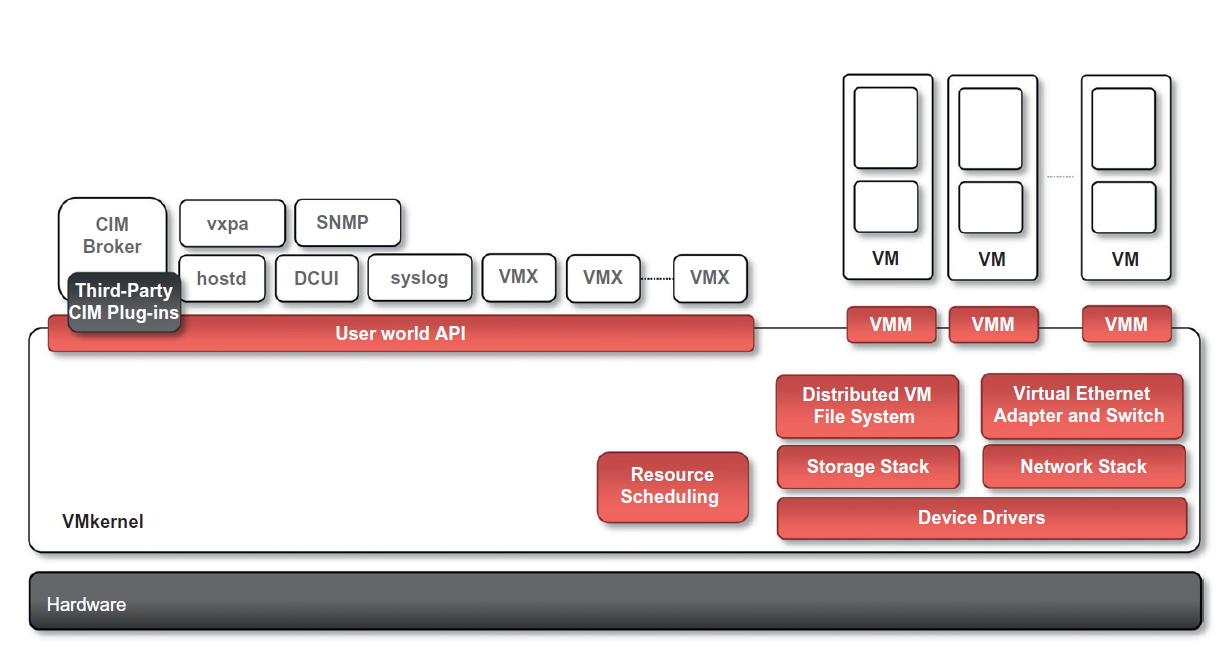 CIM
Broker
vxpa
SNMP
Third-Party
CIM Plug-ins
hostd
DCUI
syslog
VMX
VMX
VMX
VM
VM
VM
User world API
VMM
VMM
VMM
Distributed VM
File System
Virtual Ethernet
Adapter and Switch
Resource
Scheduling
Storage Stack
Network Stack
Device Drivers
VMkernel
Hardware